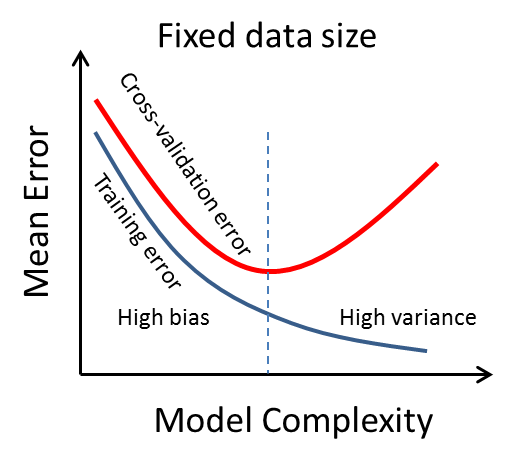 Fixed data size
Cross-validation error
Training error
Mean Error
High bias
High variance
Model Complexity